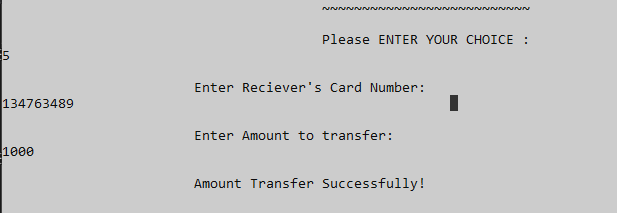 ~~~~~~~~~~~~~~~~~~~~~~~~~~
Please ENTER YOUR CHOICE :
5
Enter Reciever's Card Number:
134763489
Enter Amount to transfer:
1000
Amount Transfer Successfully!